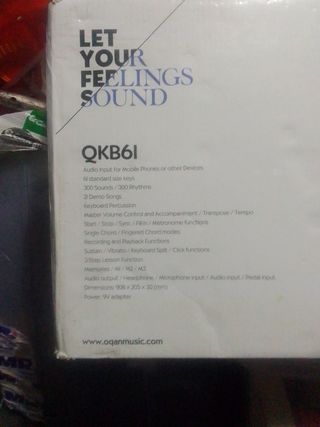 LET
YOUR
FEELINGS
SOUND
QKB61
Audio Input for Mobile Phones or other Devices
61 standard size keys
300 Sounds / 300 Rhythms
21 Demo Songs
Keyboard Percussion
Master Volume Control and Accompaniment / Transpose / Tempo
Start / Stop / Sync / Fill-in / Metronome functions
Single Chord / Fingered Chord modes
Recording and Playback Functions
Sustain / Vibrato / Keyboard Split / Click functions
3 Step Lesson Function
Memories / M1 / M2 / M3
Audio output / Headphone / Microphone input / Audio input / Pedal input
Power: 9V adapter
www.oqanmusic.com